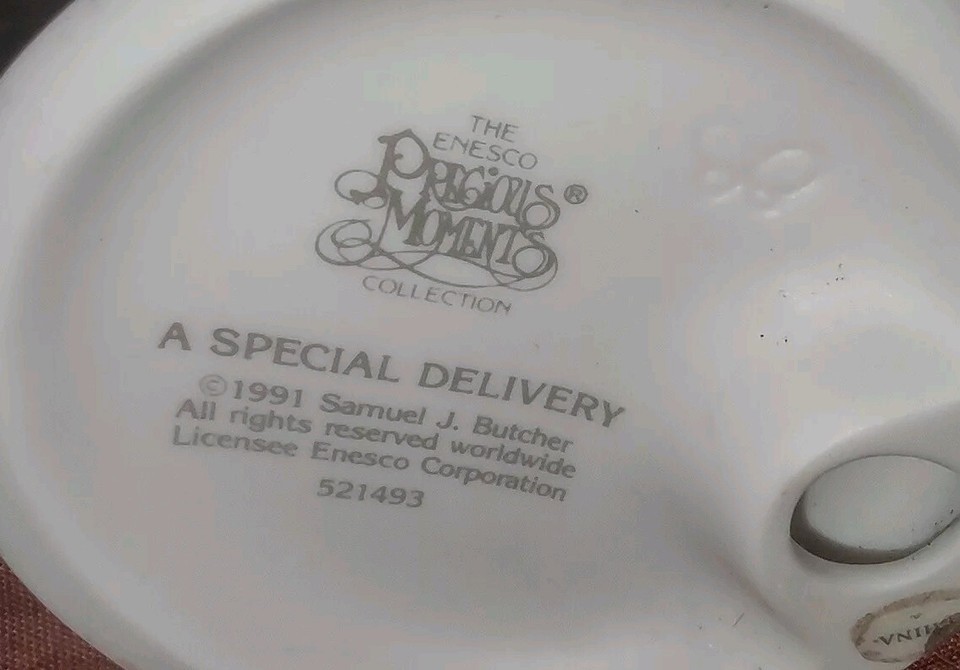 THE
ENESCO
PRECIOUS
MOMENTS®
COLLECTION
A SPECIAL DELIVERY
©1991 Samuel J. Butcher
All rights reserved worldwide
Licensee Enesco Corporation
521493